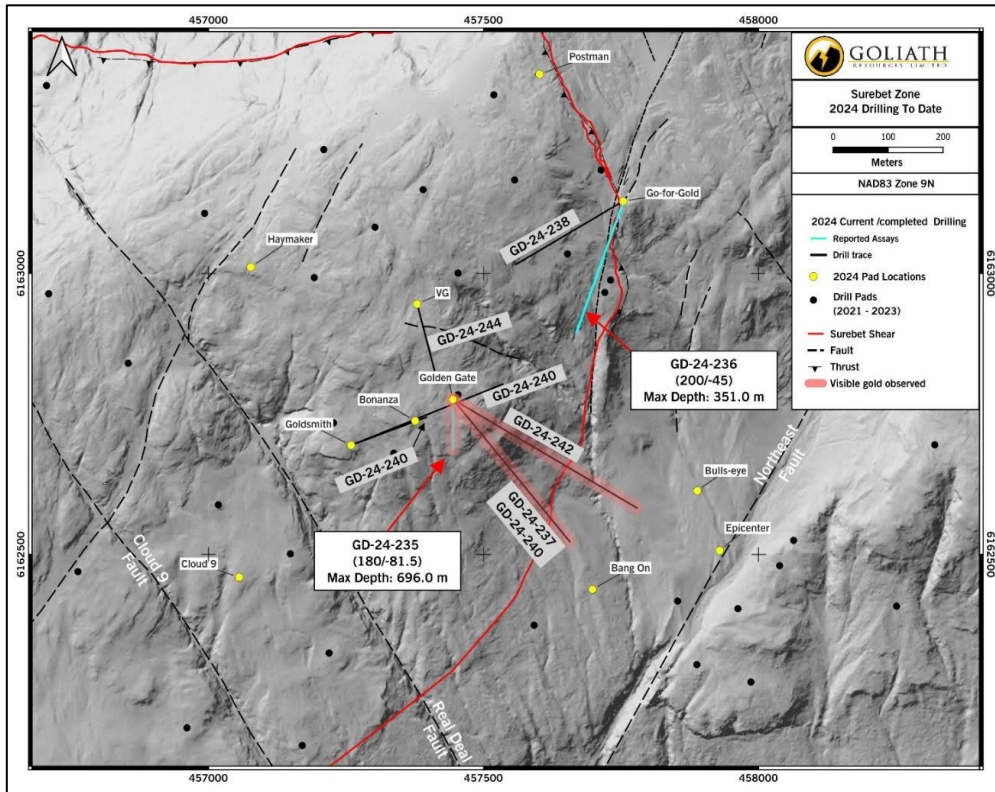 457000
457500
458000
GOLIATH
RESOURCES LIMITED
Surebet Zone
2024 Drilling To Date
0 100 200
Meters
NAD83 Zone 9N
2024 Current /completed Drilling
Reported Assays
Drill trace
2024 Pad Locations
Drill Pads
(2021 - 2023)
Surebet Shear
Fault
Thrust
Visible gold observed
Postman
Go-for-Gold
GD-24-238
Haymaker
6163000
6163000
VG
GD-24-244
GD-24-236
(200/-45)
Max Depth: 351.0 m
Golden Gate
GD-24-240
Bonanza
Goldsmith
GD-24-242
GD-24-240
Northeast
Fault
Bulls-eye
GD-24-237
GD-24-240
Epicenter
GD-24-235
(180/-81.5)
Max Depth: 696.0 m
6162500
6162500
Cloud 9
Fault
Cloud 9
Bang On
Real Deal
Fault
457000
457500
458000